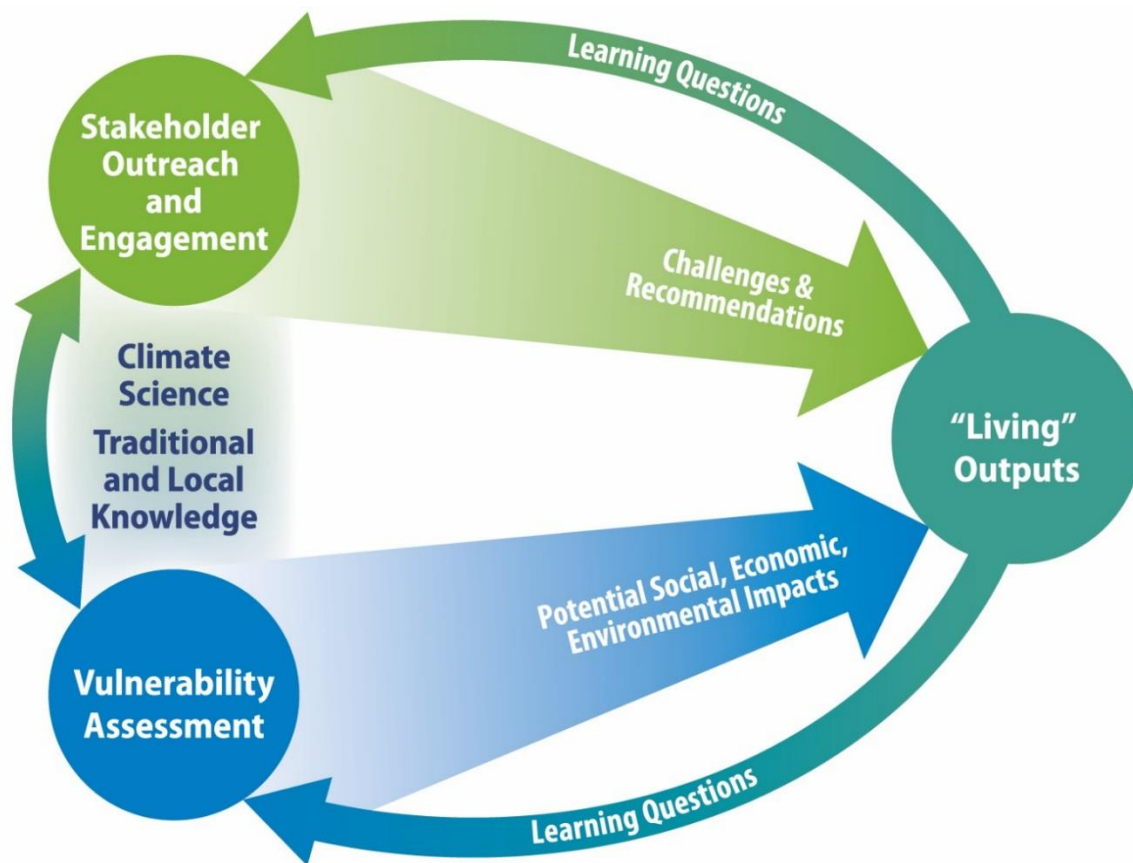 Learning Questions
Stakeholder
Outreach
and
Engagement
Challenges &
Recommendations
Climate
Science
Traditional
and Local
Knowledge
“Living”
Outputs
Potential Social, Economic,
Environmental Impacts
Vulnerability
Assessment
Learning Questions